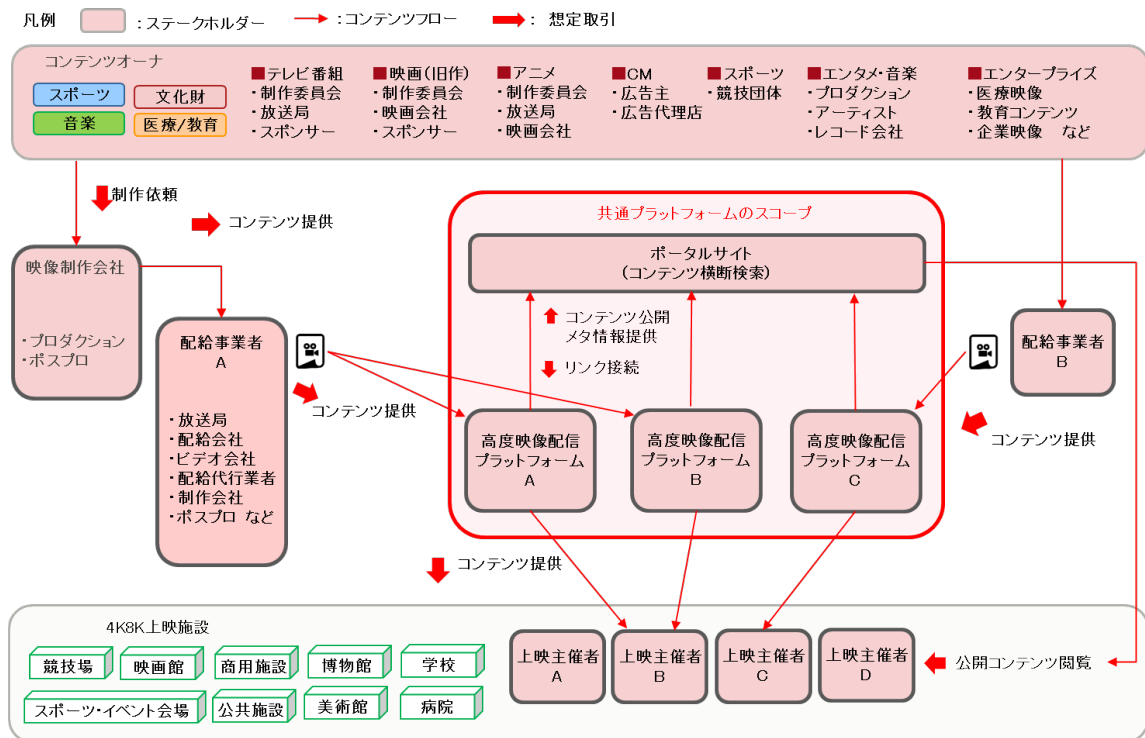 凡例
:ステークホルダー
:コンテンツフロー
: 想定取引
コンテンツオーナ
スポーツ
文化財
音楽
医療/教育
■テレビ番組
・制作委員会
・放送局
・スポンサー
■映画(旧作)
・制作委員会
・映画会社
・スポンサー
■アニメ
・制作委員会
・放送局
・映画会社
■CM
・広告主
・広告代理店
■スポーツ
・競技団体
■エンタメ・音楽
・プロダクション
・アーティスト
・レコード会社
■エンタープライズ
・医療映像
・教育コンテンツ
・企業映像 など
制作依頼
コンテンツ提供
映像制作会社
・プロダクション
・ポスプロ
配給事業者
A
・放送局
・配給会社
・ビデオ会社
・配給代行業者
・制作会社
・ポスプロ など
コンテンツ提供
共通プラットフォームのスコープ
ポータルサイト
(コンテンツ横断検索)
コンテンツ公開
メタ情報提供
リンク接続
高度映像配信
プラットフォーム
A
高度映像配信
プラットフォーム
B
高度映像配信
プラットフォーム
C
配給事業者
B
コンテンツ提供
コンテンツ提供
4K8K上映施設
競技場
映画館
商用施設
博物館
学校
スポーツ・イベント会場
公共施設
美術館
病院
上映主催者
A
上映主催者
B
上映主催者
C
上映主催者
D
公開コンテンツ閲覧